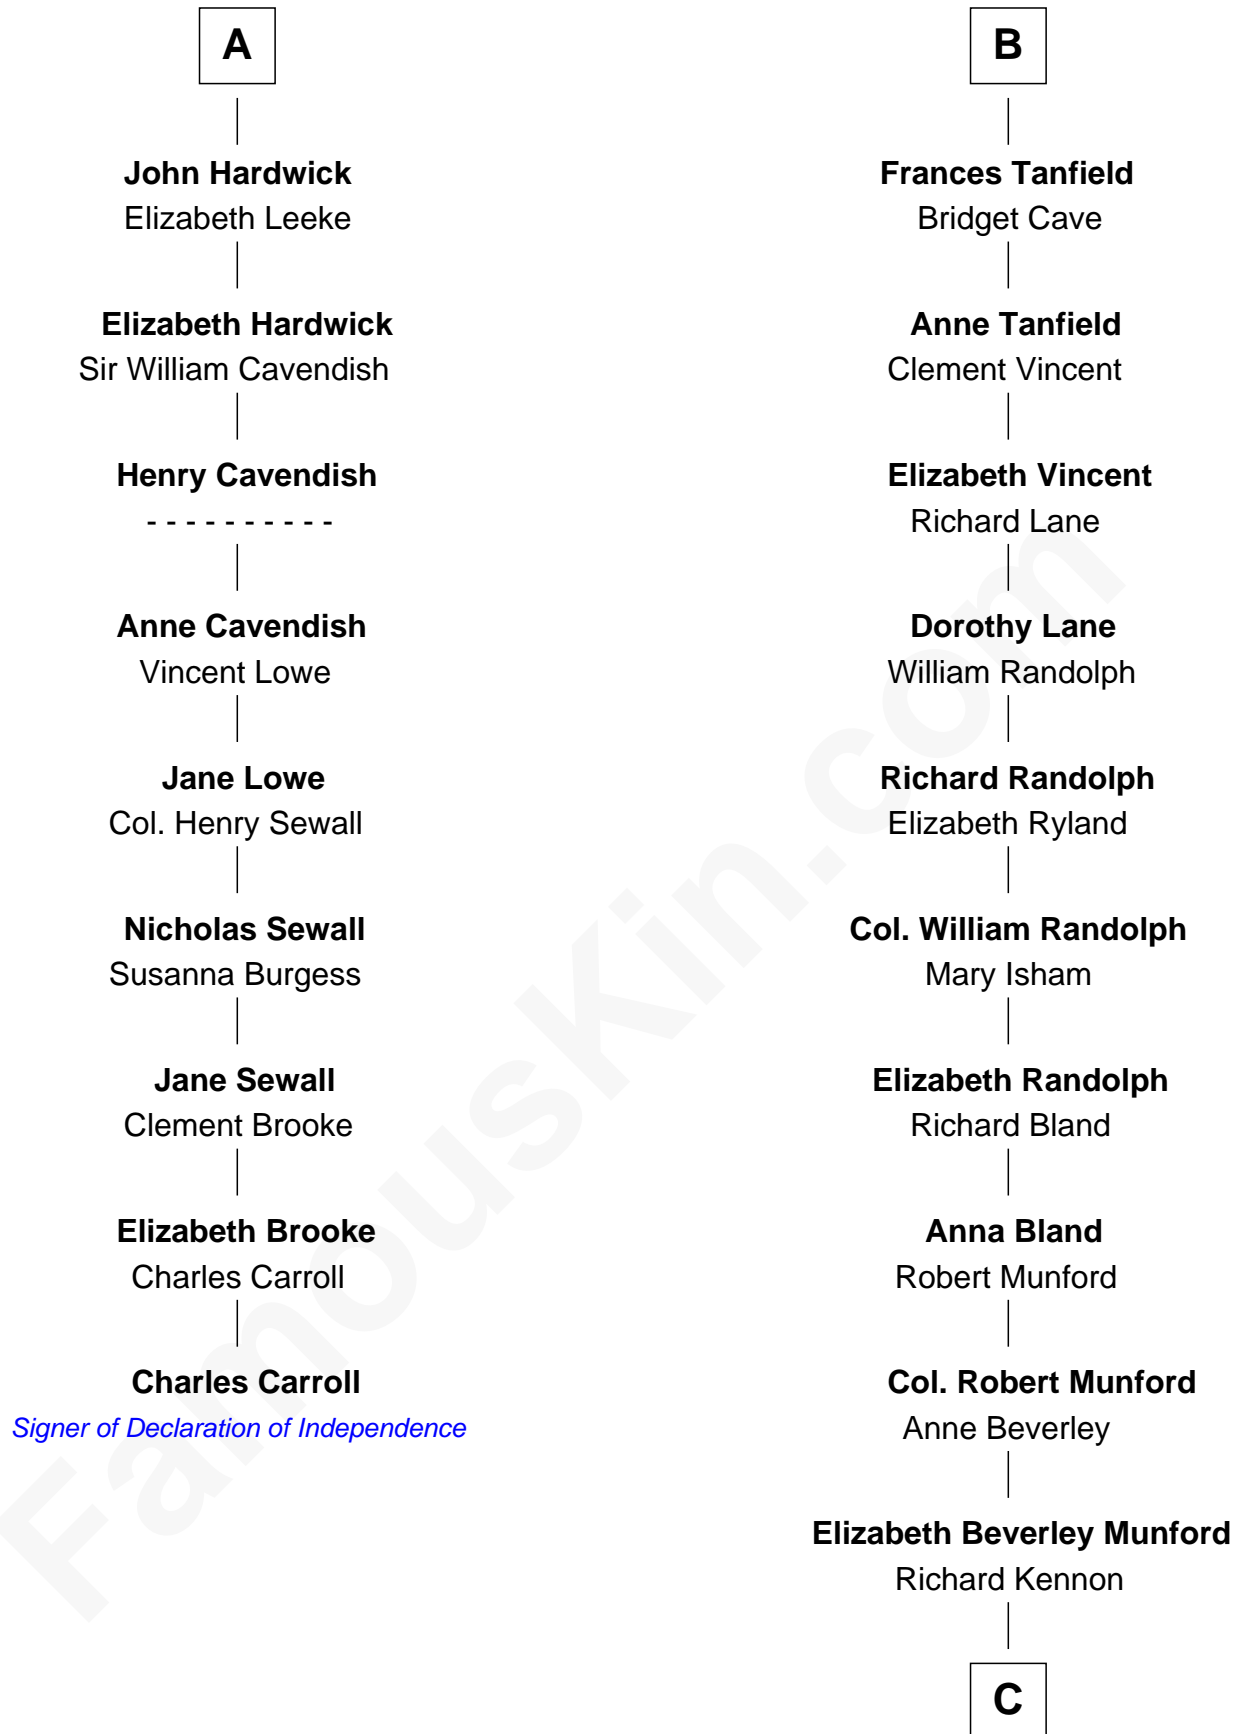 A
John Hardwick
Elizabeth Leeke
Elizabeth Hardwick
Sir William Cavendish
Henry Cavendish
- - - - - - - - - -
Anne Cavendish
Vincent Lowe
Jane Lowe
Col. Henry Sewall
Nicholas Sewall
Susanna Burgess
Jane Sewall
Clement Brooke
Elizabeth Brooke
Charles Carroll
Charles Carroll
Signer of Declaration of Independence
B
Frances Tanfield
Bridget Cave
Anne Tanfield
Clement Vincent
Elizabeth Vincent
Richard Lane
Dorothy Lane
William Randolph
Richard Randolph
Elizabeth Ryland
Col. William Randolph
Mary Isham
Elizabeth Randolph
Richard Bland
Anna Bland
Robert Munford
Col. Robert Munford
Anne Beverley
Elizabeth Beverley Munford
Richard Kennon
C
FamousKin.com